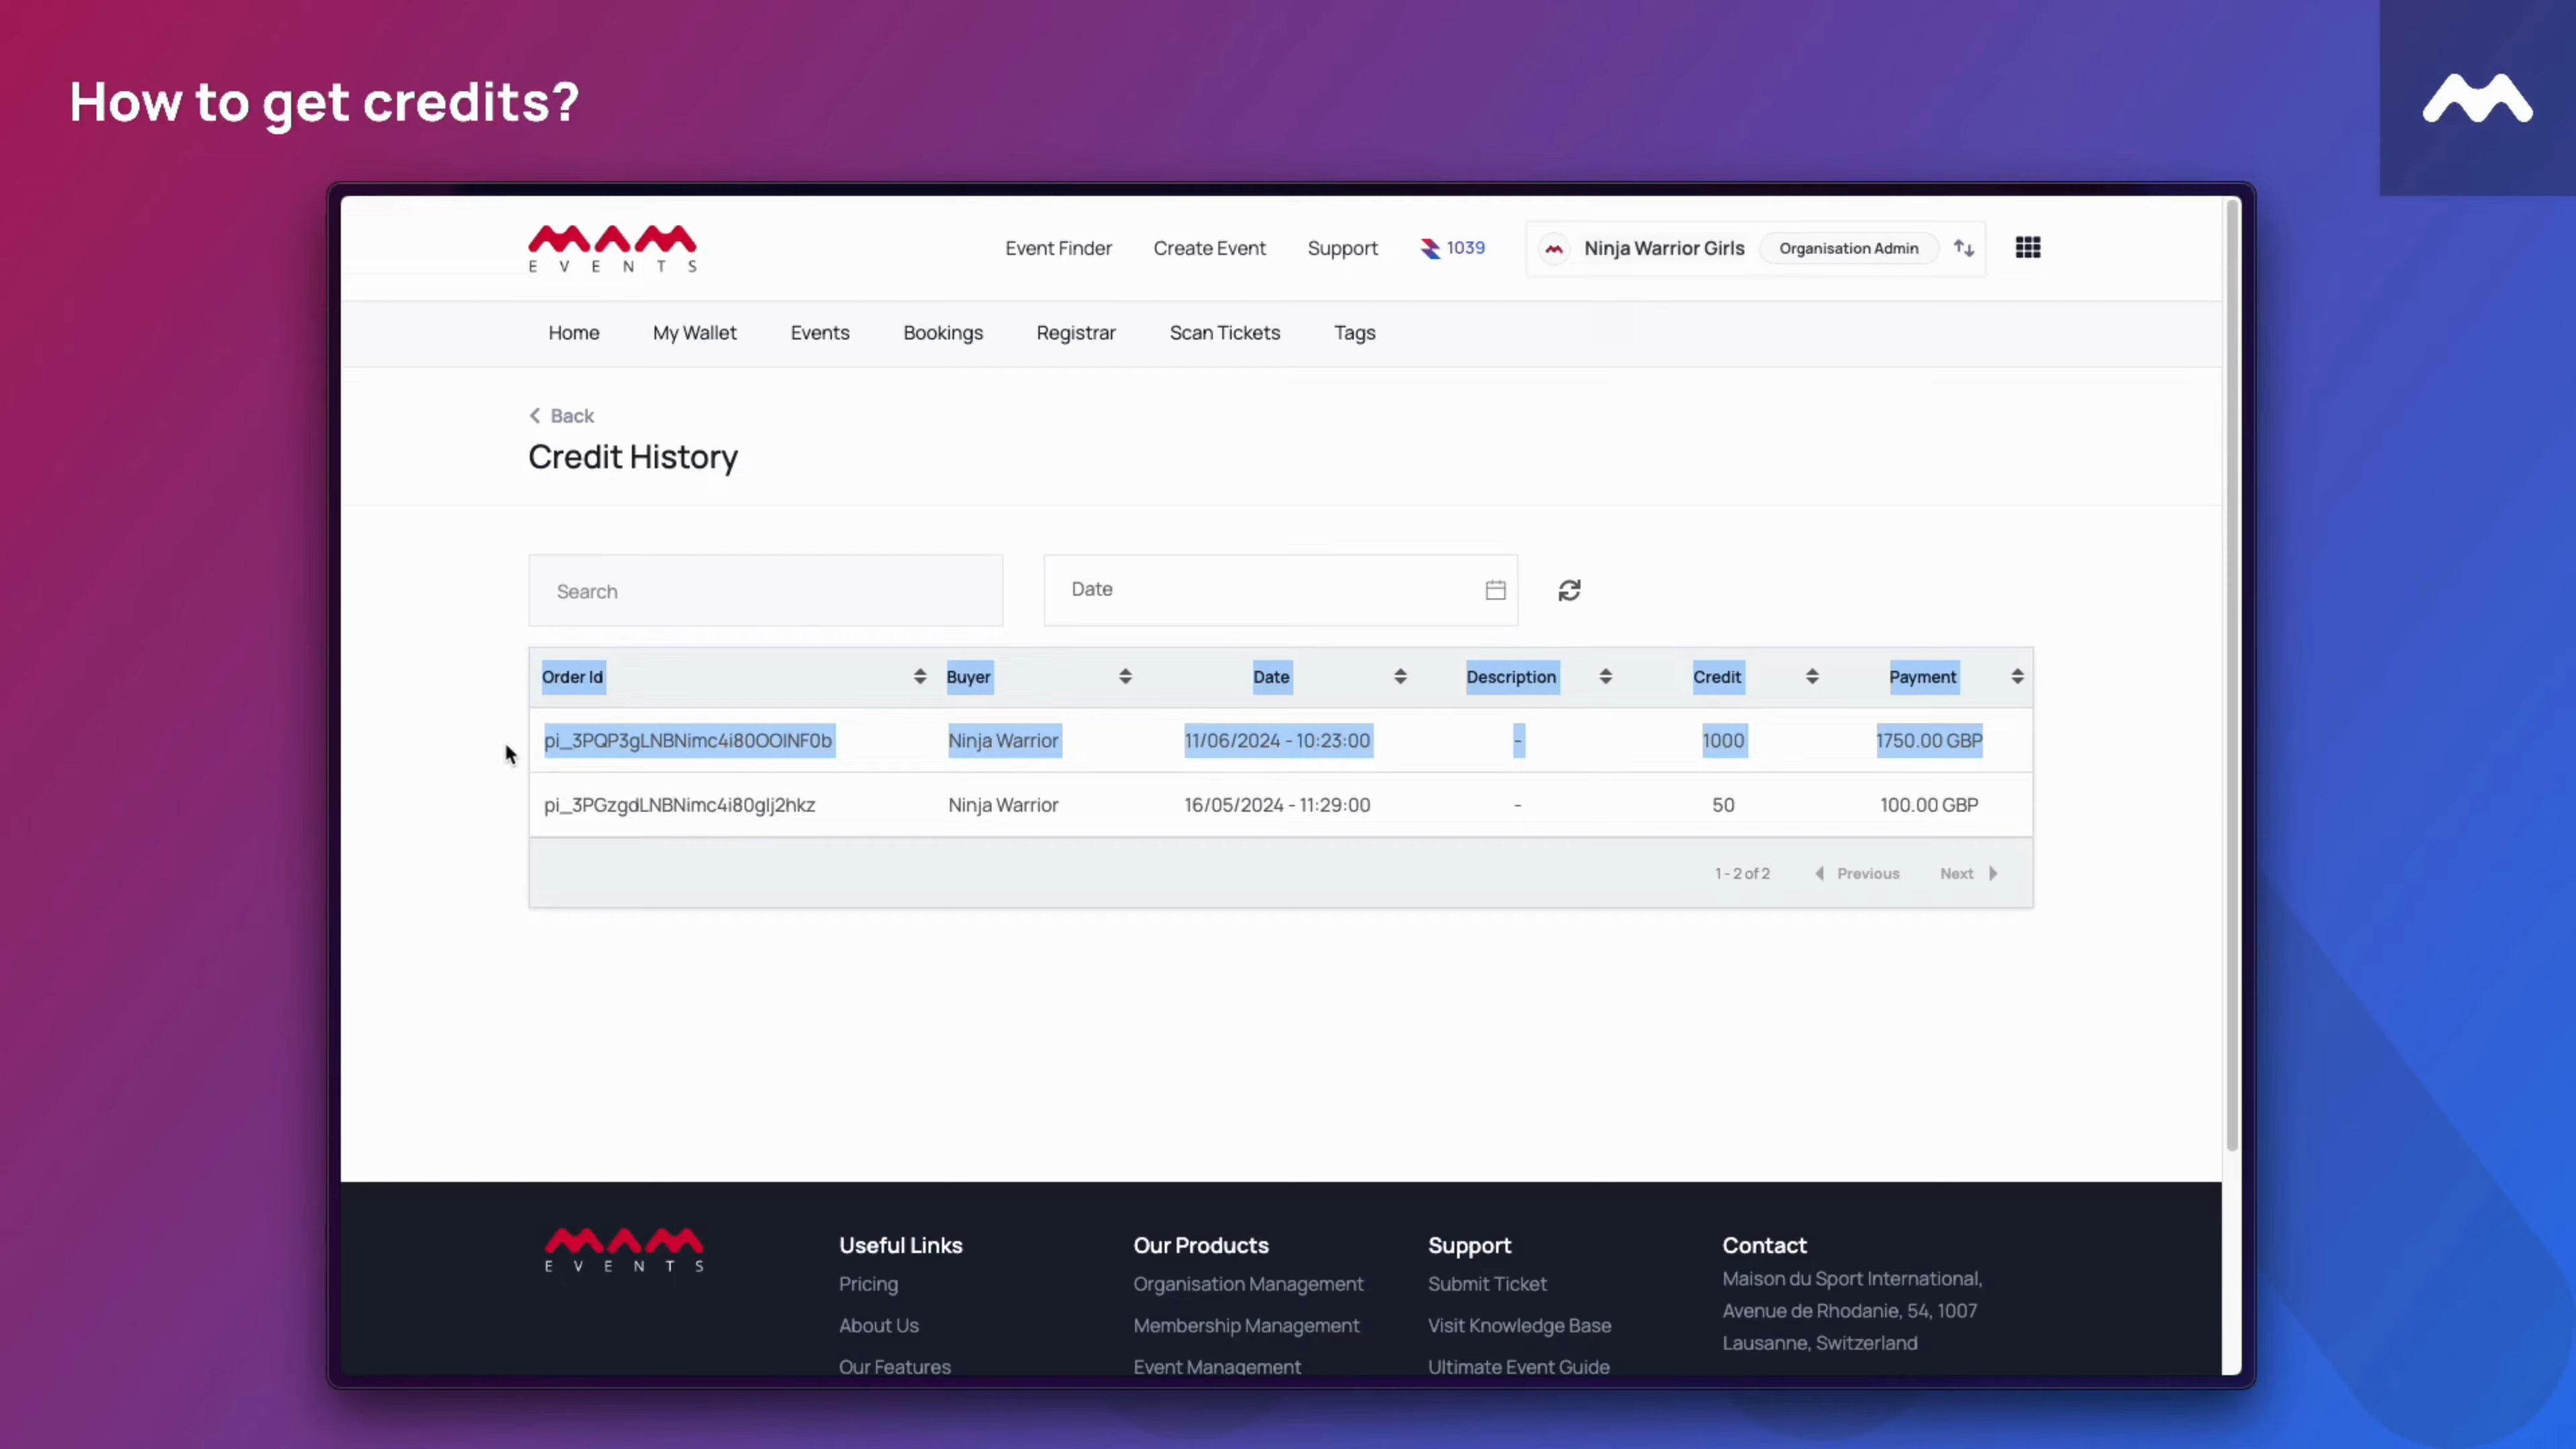 How to get credits?
MAM EVENTS
Event Finder Create Event Support 1039 Ninja Warrior Girls Organisation Admin
Home My Wallet Events Bookings Registrar Scan Tickets Tags
Back
Credit History
Search Date
Order Id Buyer Date Description Credit Payment
pi_3PQP3gLNBNimc4i80OOINF0b Ninja Warrior 11/06/2024 - 10:23:00 - 1000 1750.00 GBP
pi_3PGzgdLNBNimc4i80glj2hkz Ninja Warrior 16/05/2024 - 11:29:00 - 50 100.00 GBP
1 - 2 of 2 Previous Next
MAM EVENTS
Useful Links
Pricing
About Us
Our Features
Our Products
Organisation Management
Membership Management
Event Management
Support
Submit Ticket
Visit Knowledge Base
Ultimate Event Guide
Contact
Maison du Sport International,
Avenue de Rhodanie, 54, 1007
Lausanne, Switzerland